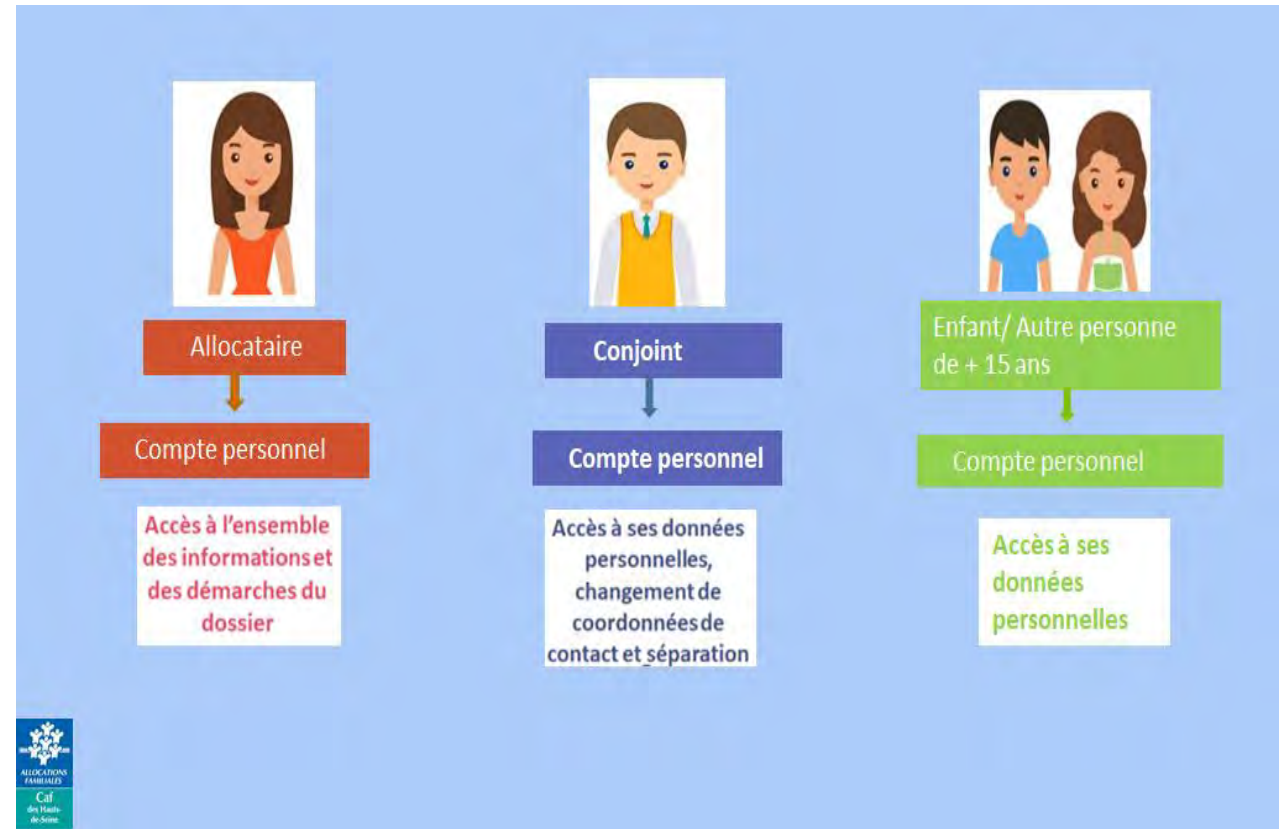 Allocataire
Compte personnel
Accès à l'ensemble
des informations et
des démarches du
dossier
Conjoint
Compte personnel
Accès à ses données
personnelles,
changement de
coordonnées de
contact et séparation
Enfant/ Autre personne
de + 15 ans
Compte personnel
Accès à ses
données
personnelles
ALLOCATIONS
FAMILIALES
Caf
des Hauts-
de-Seine